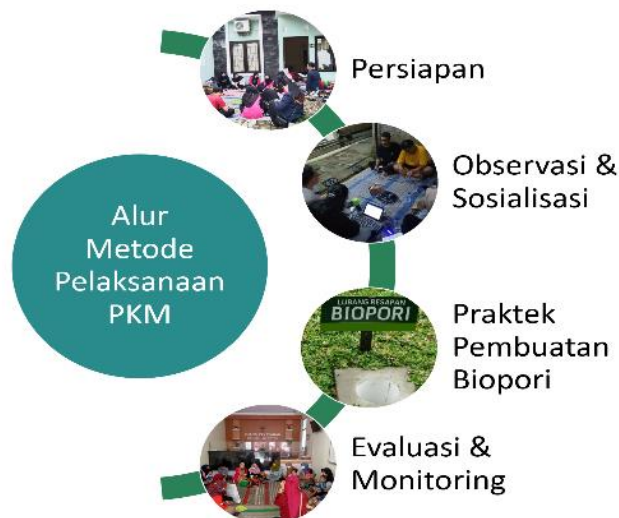 Alur
Metode
Pelaksanaan
PKM
Persiapan
Observasi &
Sosialisasi
LUBANG RESAPAN
BIOPORI
Praktek
Pembuatan
Biopori
Evaluasi &
Monitoring